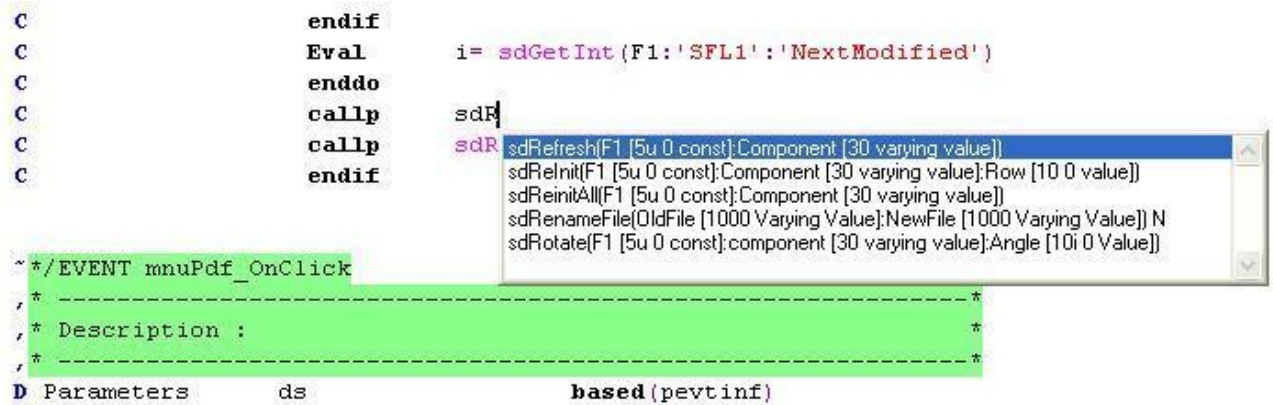 C                    endif
C                    Eval      i= sdGetInt(F1:'SFL1':'NextModified')
C                    enddo
C                    callp     sdR
C                    callp     sdR
sdRefresh(F1 [5u 0 const]:Component [30 varying value])
C                    endif
sdReInit(F1 [5u 0 const]:Component [30 varying value]:Row [10 0 value])
sdReinitAll(F1 [5u 0 const]:Component [30 varying value])
sdRenameFile(OldFile [1000 Varying Value]:NewFile [1000 Varying Value]) N
sdRotate(F1 [5u 0 const]:component [30 varying value]:Angle [10i 0 Value])
~*/EVENT mnuPdf_OnClick
,* -----------------------------------------------------------------*
,* Description :                                                    *
,* -----------------------------------------------------------------*
D Parameters      ds                  based(pevtinf)